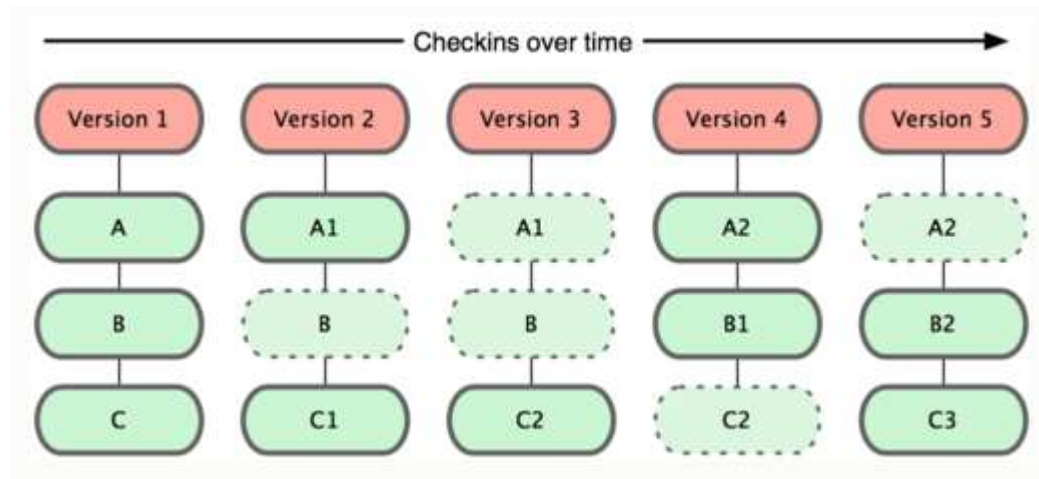 Checkins over time
Version 1 Version 2 Version 3 Version 4 Version 5
A A1 A1 A2 A2
B B B B1 B2
C C1 C2 C2 C3